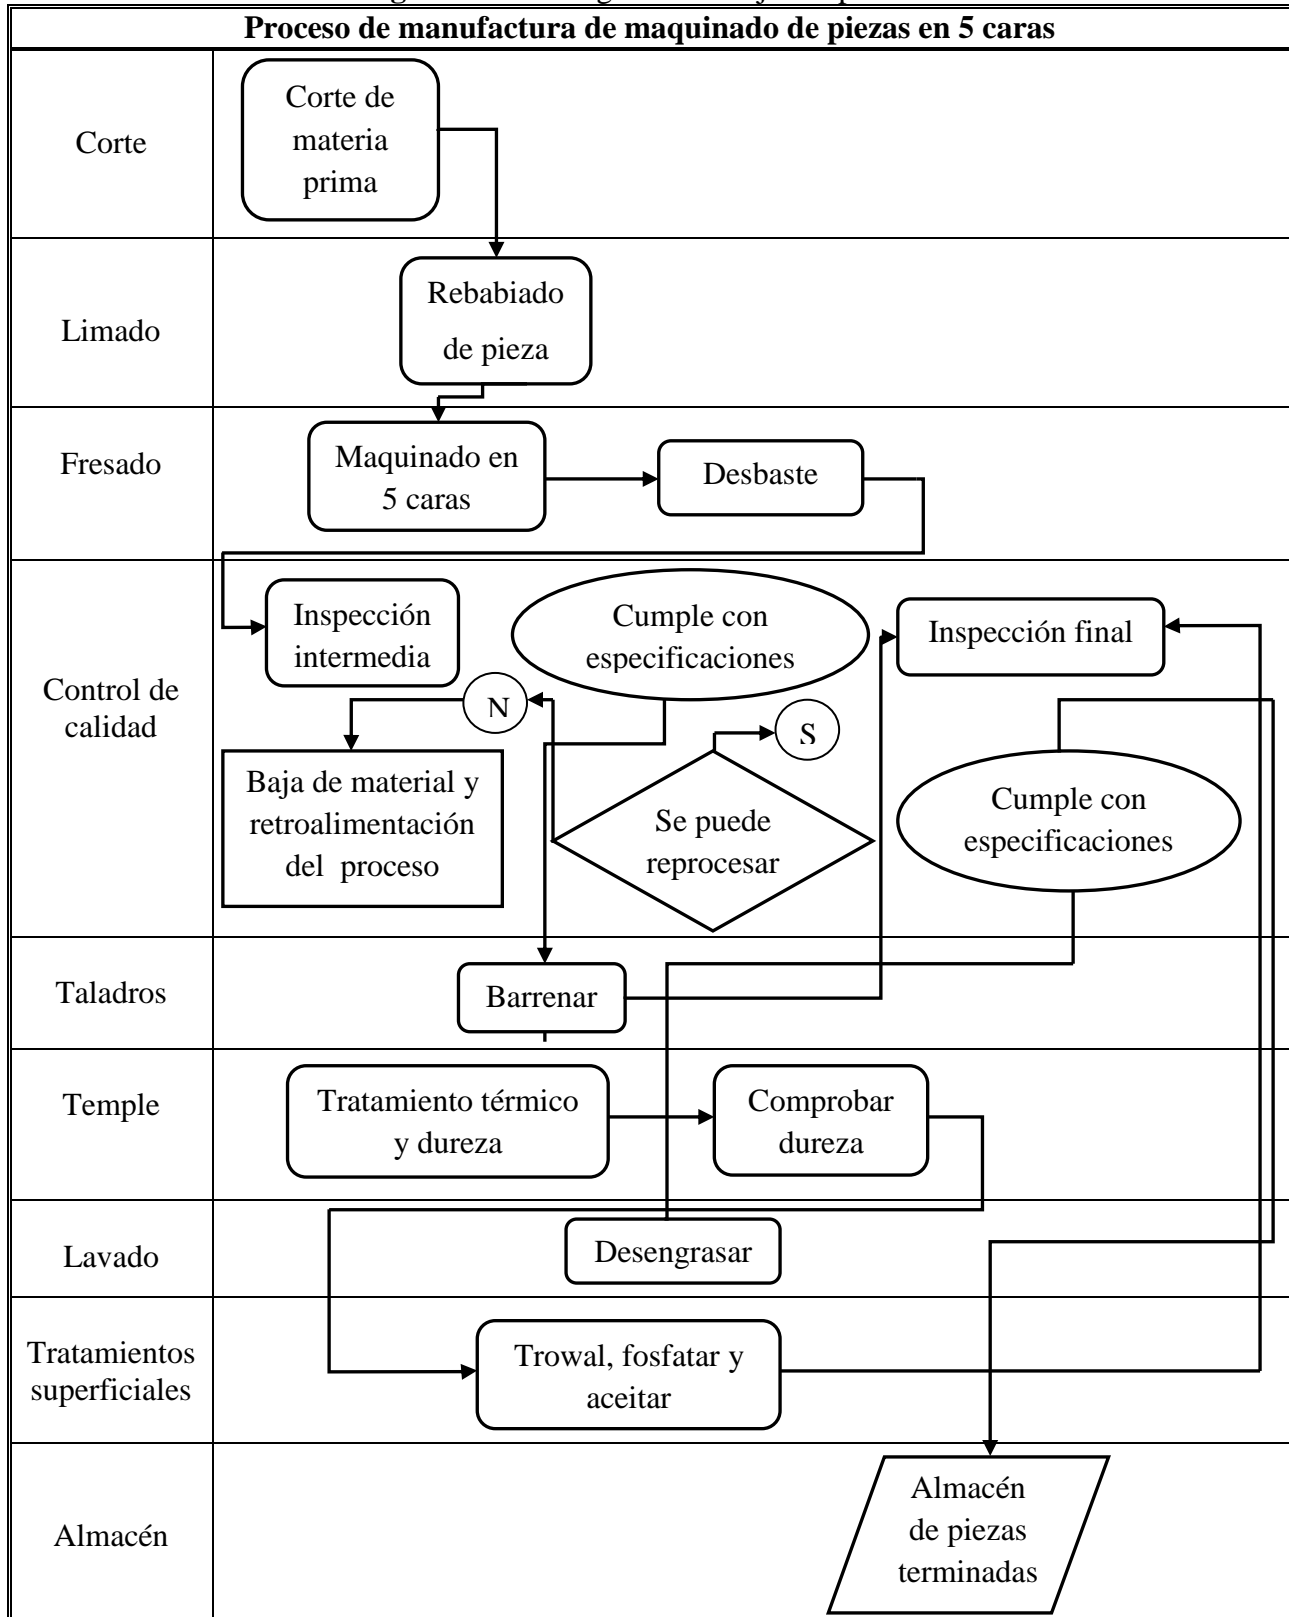 Proceso de manufactura de maquinado de piezas en 5 caras
Corte
Corte de
materia
prima
Limado
Rebabiado
de pieza
Fresado
Maquinado en
5 caras
Desbaste
Control de
calidad
Inspección
intermedia
Cumple con
especificaciones
Inspección final
N
S
Baja de material y
retroalimentación
del proceso
Se puede
reprocesar
Cumple con
especificaciones
Taladros
Barrenar
Temple
Tratamiento térmico
y dureza
Comprobar
dureza
Lavado
Desengrasar
Tratamientos
superficiales
Trowal, fosfatar y
aceitar
Almacén
Almacén
de piezas
terminadas